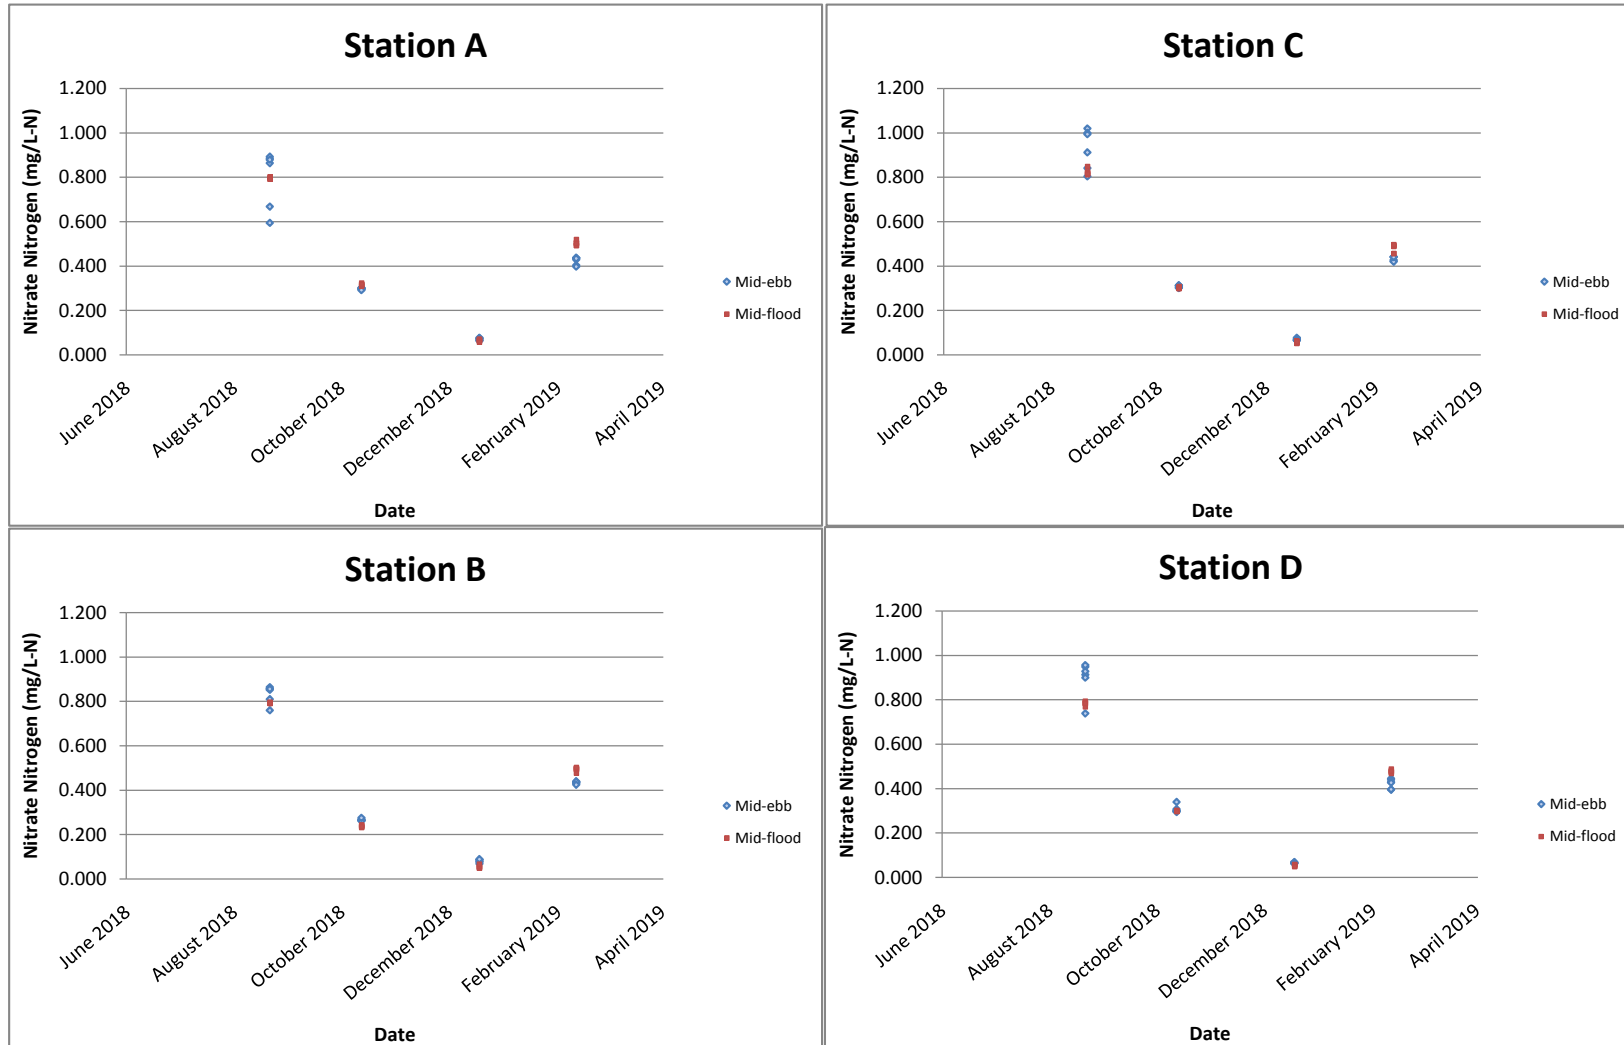 Station A
Nitrate Nitrogen (mg/L-N)
1.200
1.000
0.800
0.600
0.400
0.200
0.000
June 2018
August 2018
October 2018
December 2018
February 2019
April 2019
Date
Mid-ebb
Mid-flood
Station C
Nitrate Nitrogen (mg/L-N)
1.200
1.000
0.800
0.600
0.400
0.200
0.000
June 2018
August 2018
October 2018
December 2018
February 2019
April 2019
Date
Mid-ebb
Mid-flood
Station B
Nitrate Nitrogen (mg/L-N)
1.200
1.000
0.800
0.600
0.400
0.200
0.000
June 2018
August 2018
October 2018
December 2018
February 2019
April 2019
Date
Mid-ebb
Mid-flood
Station D
Nitrate Nitrogen (mg/L-N)
1.200
1.000
0.800
0.600
0.400
0.200
0.000
June 2018
August 2018
October 2018
December 2018
February 2019
April 2019
Date
Mid-ebb
Mid-flood